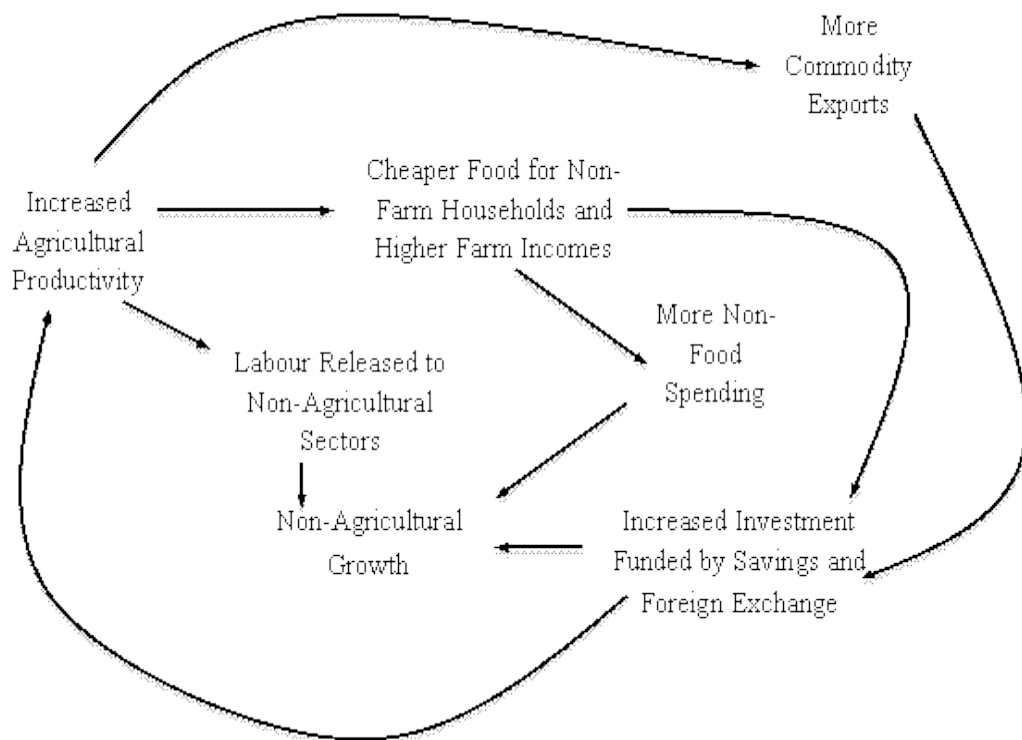 More
Commodity
Exports
Increased
Agricultural
Productivity
Cheaper Food for Non-
Farm Households and
Higher Farm Incomes
More Non-
Food
Spending
Labour Released to
Non-Agricultural
Sectors
Non-Agricultural
Growth
Increased Investment
Funded by Savings and
Foreign Exchange